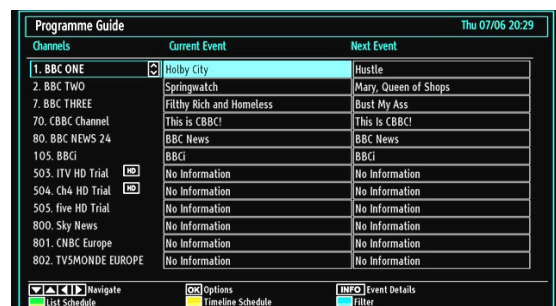 Programme Guide Thu 07/06 20:29
Channels Current Event Next Event
1. BBC ONE Holby City Hustle
2. BBC TWO Springwatch Mary, Queen of Shops
7. BBC THREE Filthy Rich and Homeless Bust My Ass
70. CBBC Channel This is CBBC! This Is CBBC!
80. BBC NEWS 24 BBC News BBC News
105. BBCi BBCi BBCi
503. ITV HD Trial HD No Information No Information
504. Ch4 HD Trial HD No Information No Information
505. five HD Trial No Information No Information
800. Sky News No Information No Information
801. CNBC Europe No Information No Information
802. TV5MONDE EUROPE No Information No Information
Navigate OK Options INFO Event Details
List Schedule Timeline Schedule Filter